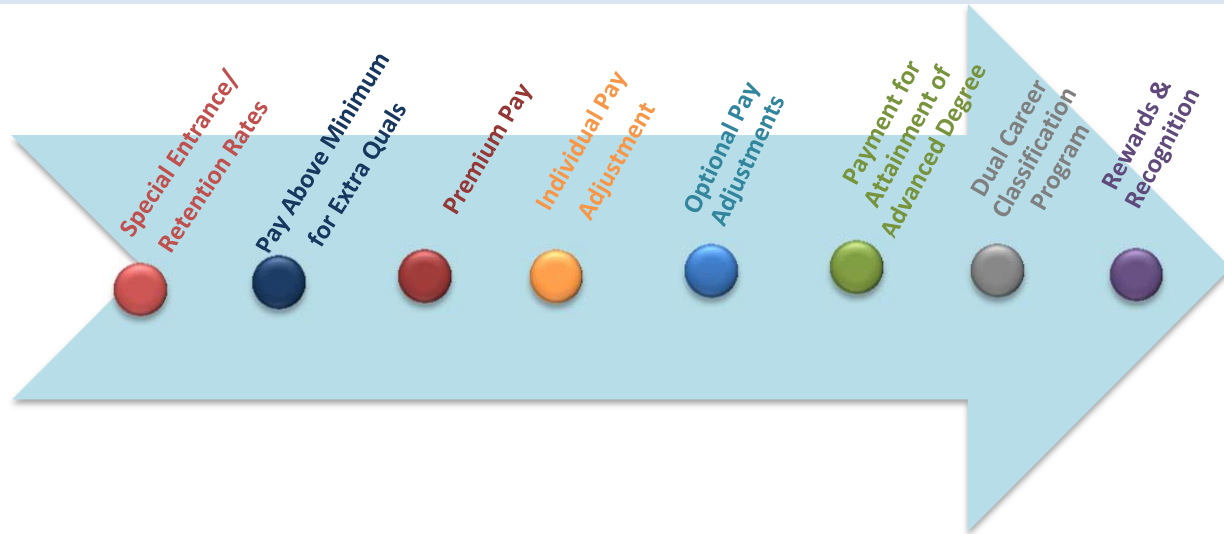 Special Entrance/
Retention Rates
Pay Above Minimum
for Extra Quals
Premium Pay
Individual Pay
Adjustment
Optional Pay
Adjustments
Payment for
Attainment of
Advanced Degree
Dual Career
Classification
Program
Rewards &
Recognition